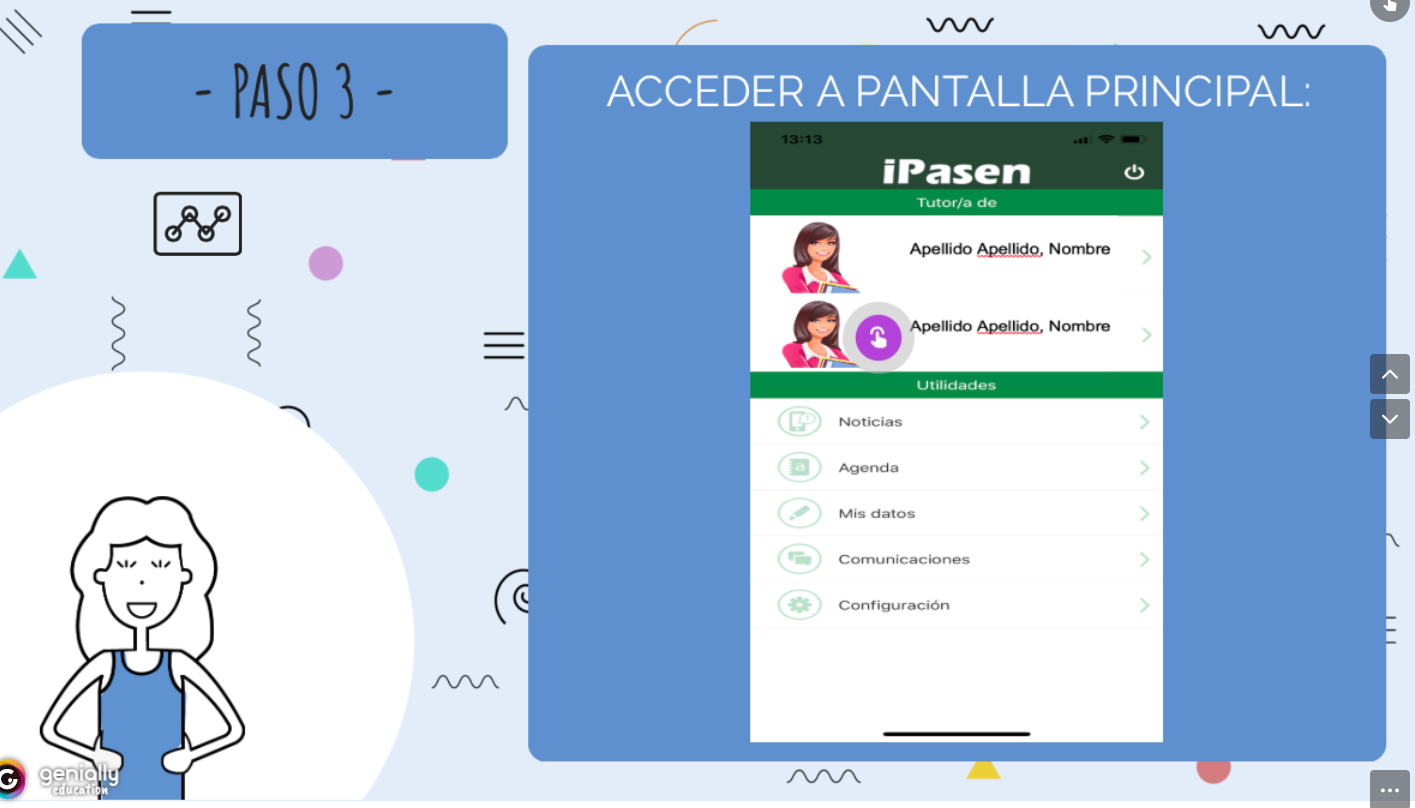 - PASO 3 -
ACCEDER A PANTALLA PRINCIPAL:
13:13
iPasen
Tutor/a de
Apellido Apellido, Nombre
Apellido Apellido, Nombre
Utilidades
Noticias
Agenda
Mis datos
Comunicaciones
Configuración
genially
education